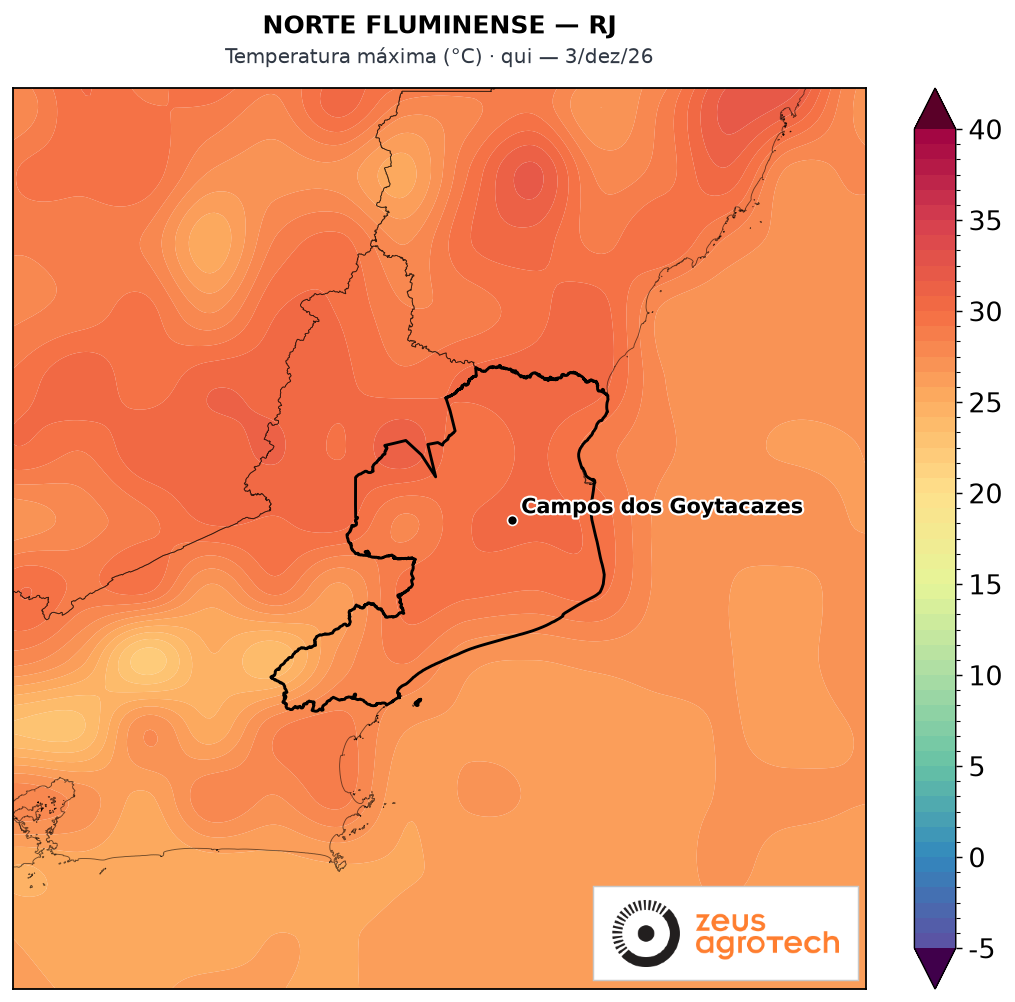 NORTE FLUMINENSE — RJ
Temperatura máxima (°C) · qui — 3/dez/26
40
35
30
25
20
15
10
5
0
-5
Campos dos Goytacazes
zeus
agrotech